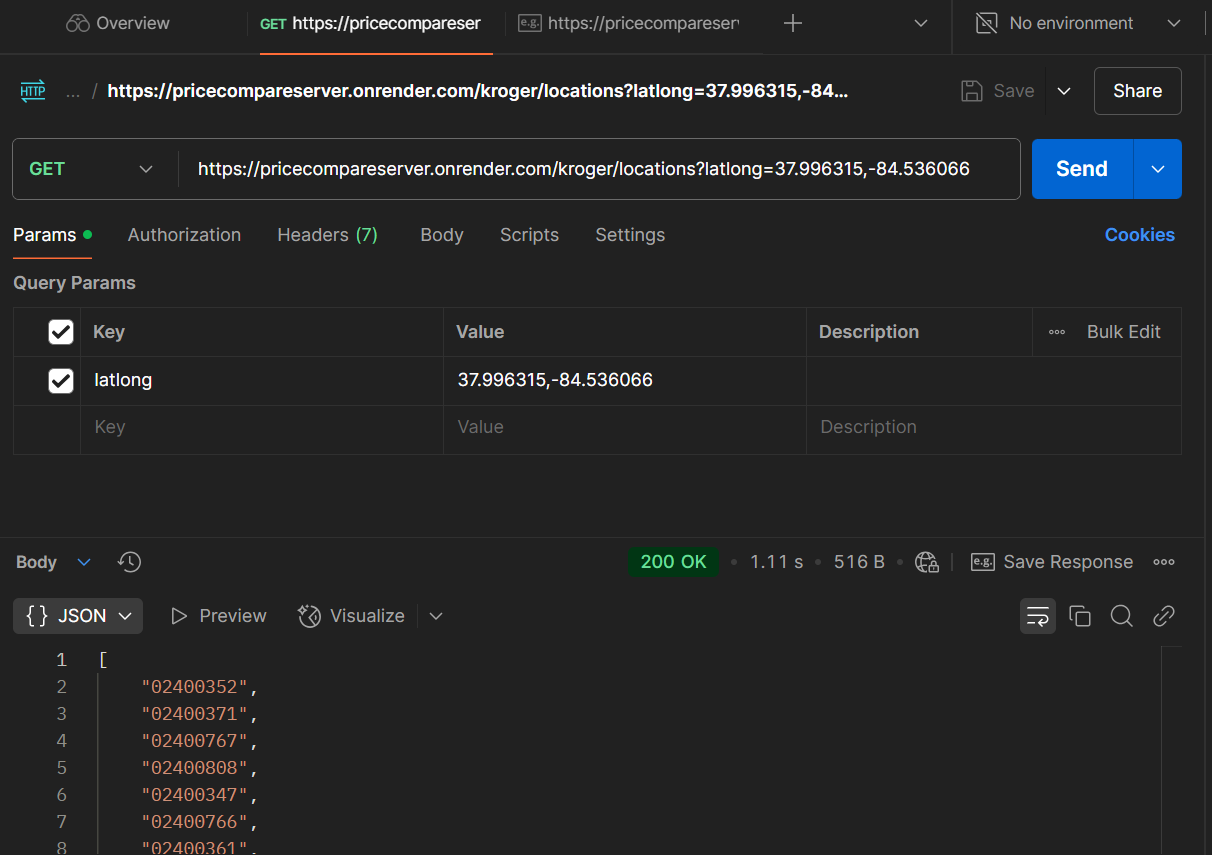 Overview GET https://pricecompareser e.g. https://pricecompareser No environment
HTTP ... / https://pricecompareserver.onrender.com/kroger/locations?latlong=37.996315,-84... Save Share
GET https://pricecompareserver.onrender.com/kroger/locations?latlong=37.996315,-84.536066 Send
Params Authorization Headers (7) Body Scripts Settings Cookies
Query Params
Key Value Description Bulk Edit
latlong 37.996315,-84.536066
Key Value Description
Body 200 OK 1.11 s 516 B e.g. Save Response
{} JSON Preview Visualize
1 [
2 "02400352",
3 "02400371",
4 "02400767",
5 "02400808",
6 "02400347",
7 "02400766",
8 "02400361",